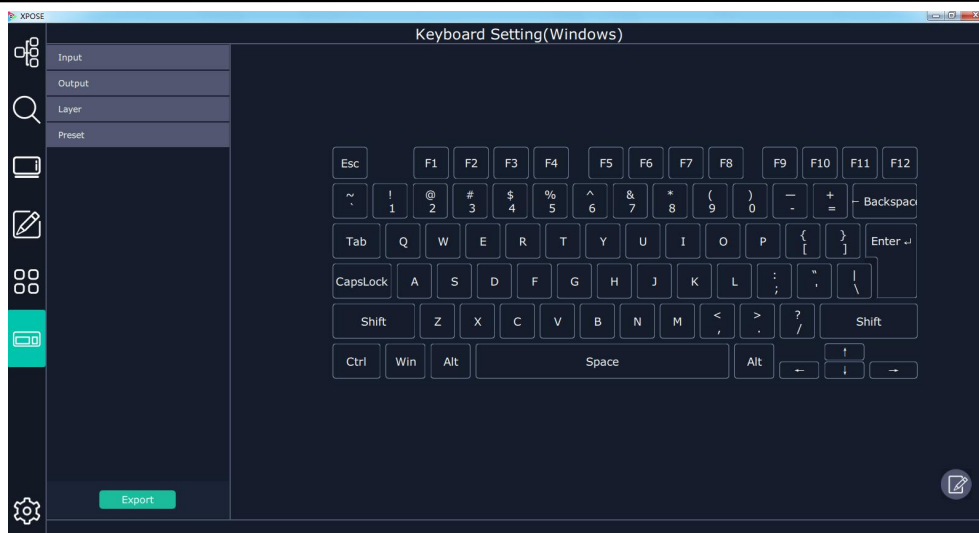 XPOSE
Keyboard Setting(Windows)
Input
Output
Layer
Preset
Esc F1 F2 F3 F4 F5 F6 F7 F8 F9 F10 F11 F12
~ ! @ # $ % ^ & * ( ) — +
` 1 2 3 4 5 6 7 8 9 0 - = ← Backspac
Tab Q W E R T Y U I O P { } Enter ↵
[ ]
CapsLock A S D F G H J K L : " |
; ' \
Shift Z X C V B N M < > ? Shift
, . /
Ctrl Win Alt Space Alt ← ↑ ↓ →
Export